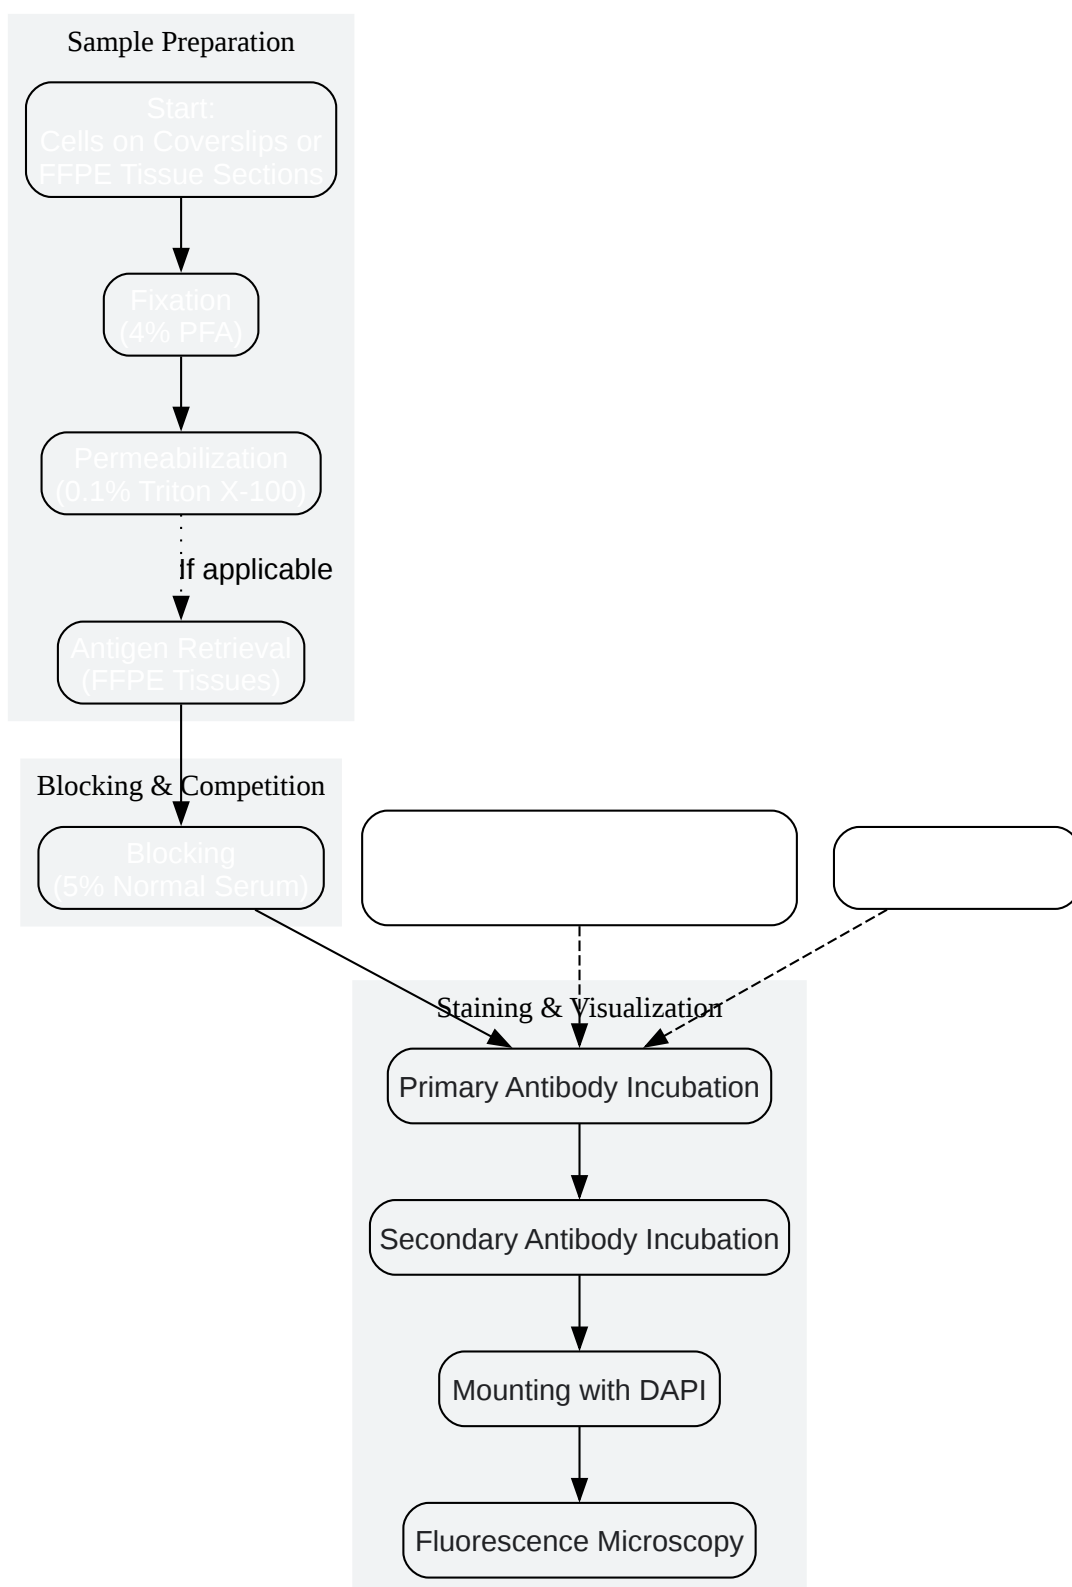 Sample Preparation
Start:
Cells on Coverslips or
FFPE Tissue Sections
Fixation
(4% PFA)
Permeabilization
(0.1% Triton X-100)
If applicable
Antigen Retrieval
(FFPE Tissues)
Blocking & Competition
Blocking
(5% Normal Serum)
Staining & Visualization
Primary Antibody Incubation
Secondary Antibody Incubation
Mounting with DAPI
Fluorescence Microscopy